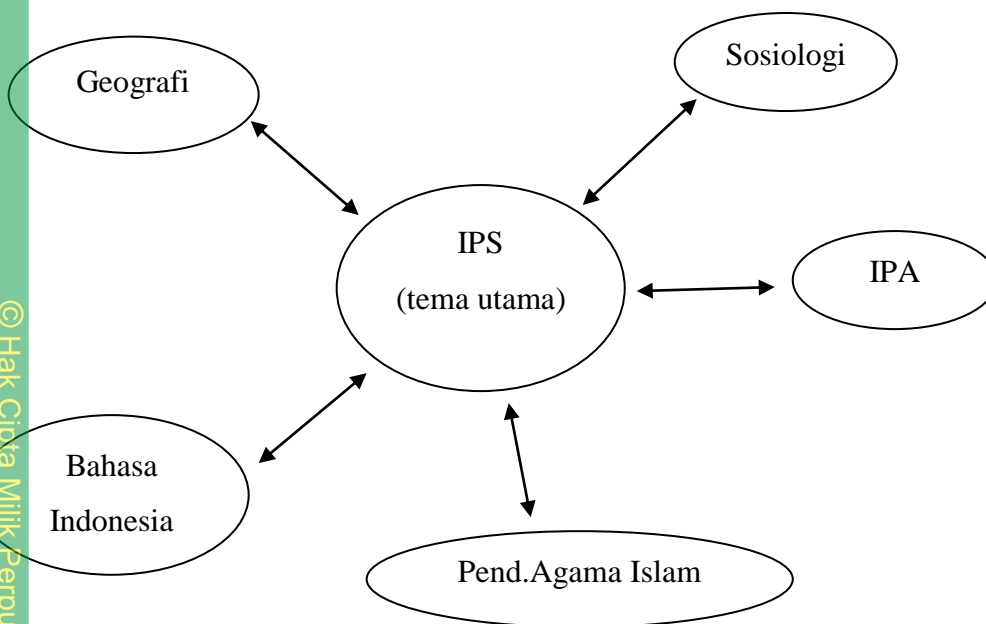 Geografi
Sosiologi
IPS
(tema utama)
IPA
Bahasa
Indonesia
Pend.Agama Islam
© Hak Cipta Milik